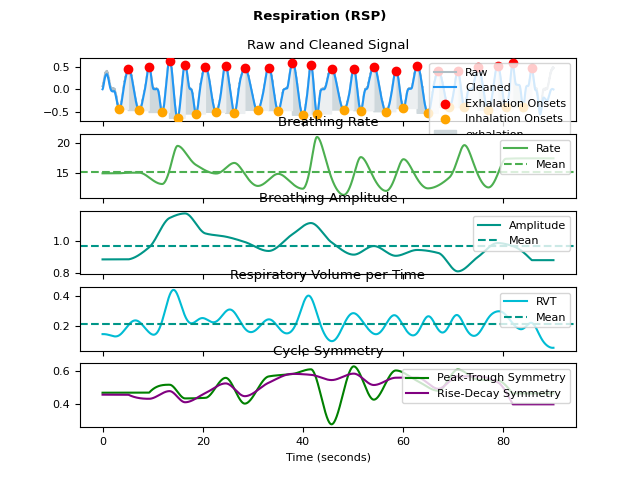 Respiration (RSP)
Raw and Cleaned Signal
0.5
0.0
−0.5
Raw
Cleaned
Exhalation Onsets
Inhalation Onsets
exhalation
Breathing Rate
20
15
Rate
Mean
Breathing Amplitude
1.0
0.8
Amplitude
Mean
Respiratory Volume per Time
0.4
0.2
RVT
Mean
Cycle Symmetry
0.6
0.4
Peak-Trough Symmetry
Rise-Decay Symmetry
0 20 40 60 80
Time (seconds)